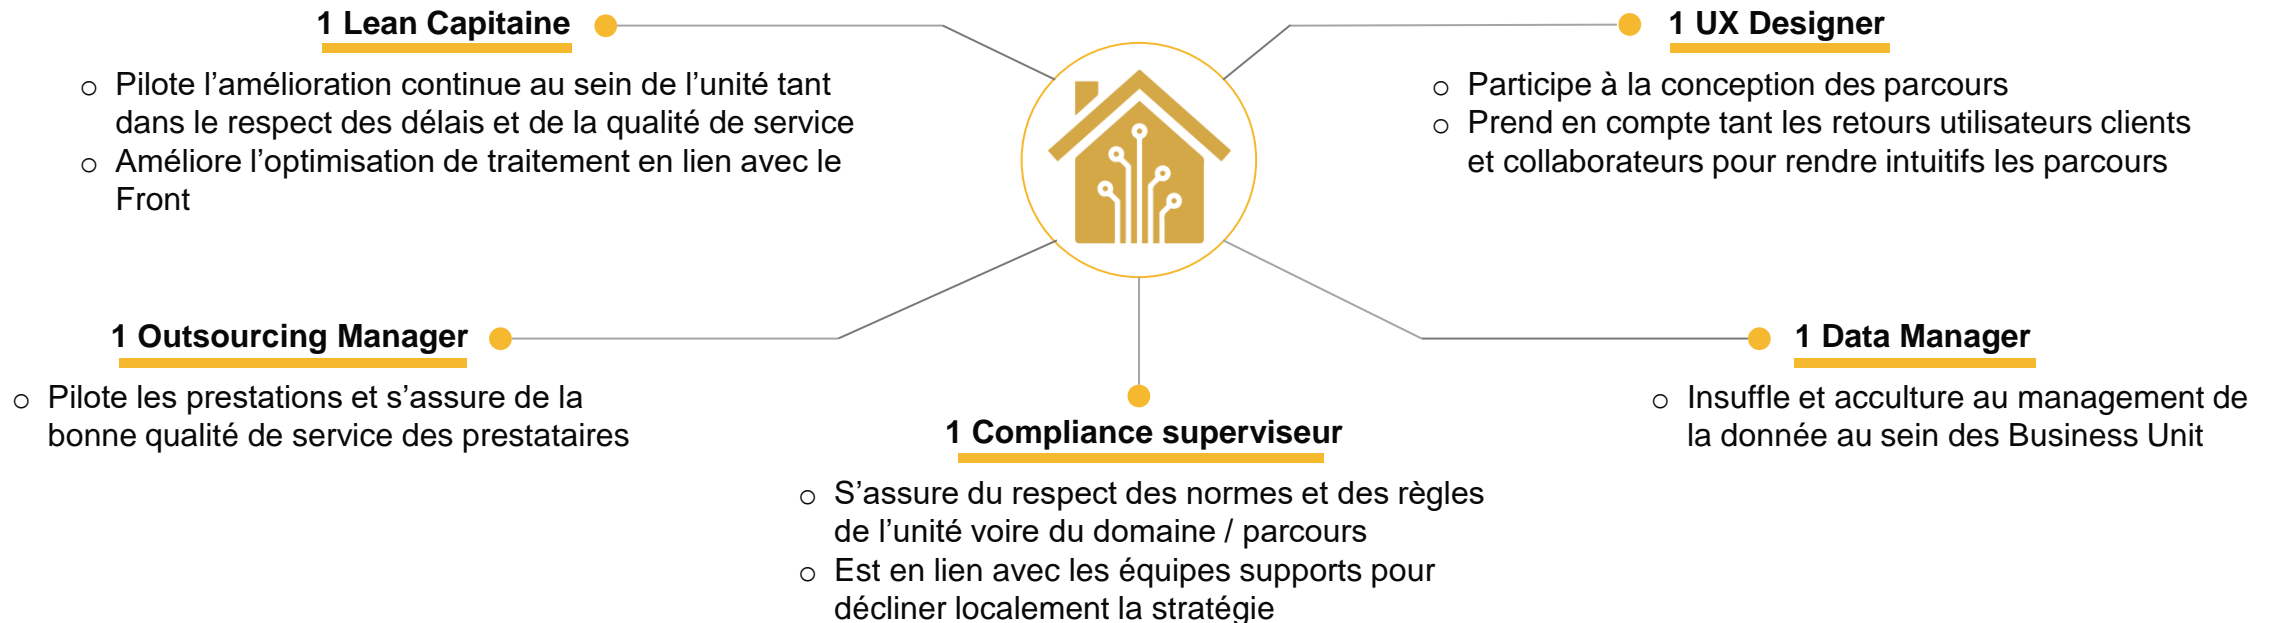 1 Lean Capitaine
o Pilote l’amélioration continue au sein de l’unité tant
dans le respect des délais et de la qualité de service
o Améliore l’optimisation de traitement en lien avec le
Front
1 UX Designer
o Participe à la conception des parcours
o Prend en compte tant les retours utilisateurs clients
et collaborateurs pour rendre intuitifs les parcours
1 Outsourcing Manager
o Pilote les prestations et s’assure de la
bonne qualité de service des prestataires
1 Compliance superviseur
o S’assure du respect des normes et des règles
de l’unité voire du domaine / parcours
o Est en lien avec les équipes supports pour
décliner localement la stratégie
1 Data Manager
o Insuffle et acculture au management de
la donnée au sein des Business Unit